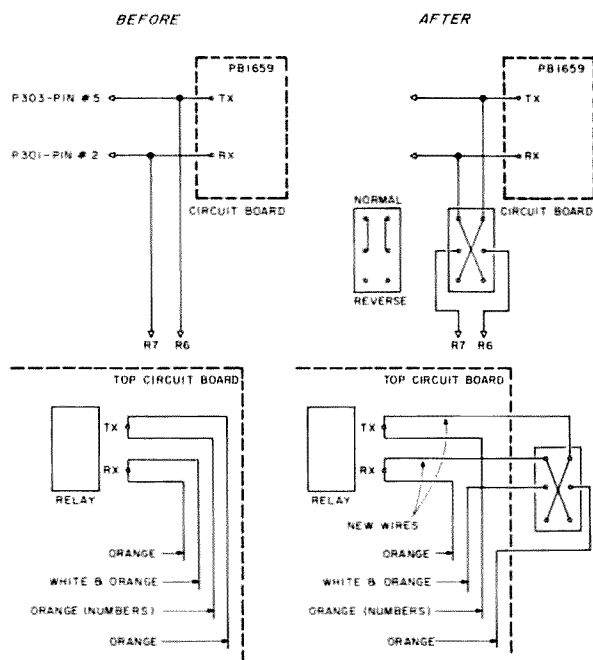 BEFORE
AFTER
PB1659
P303-PIN #5
TX
P301-PIN #2
RX
CIRCUIT BOARD
R7
R6
PB1659
TX
RX
CIRCUIT BOARD
NORMAL
REVERSE
R7
R6
TOP CIRCUIT BOARD
TX
RX
RELAY
ORANGE
WHITE & ORANGE
ORANGE (NUMBERS)
ORANGE
TOP CIRCUIT BOARD
TX
RX
RELAY
NEW WIRES
ORANGE
WHITE & ORANGE
ORANGE (NUMBERS)
ORANGE